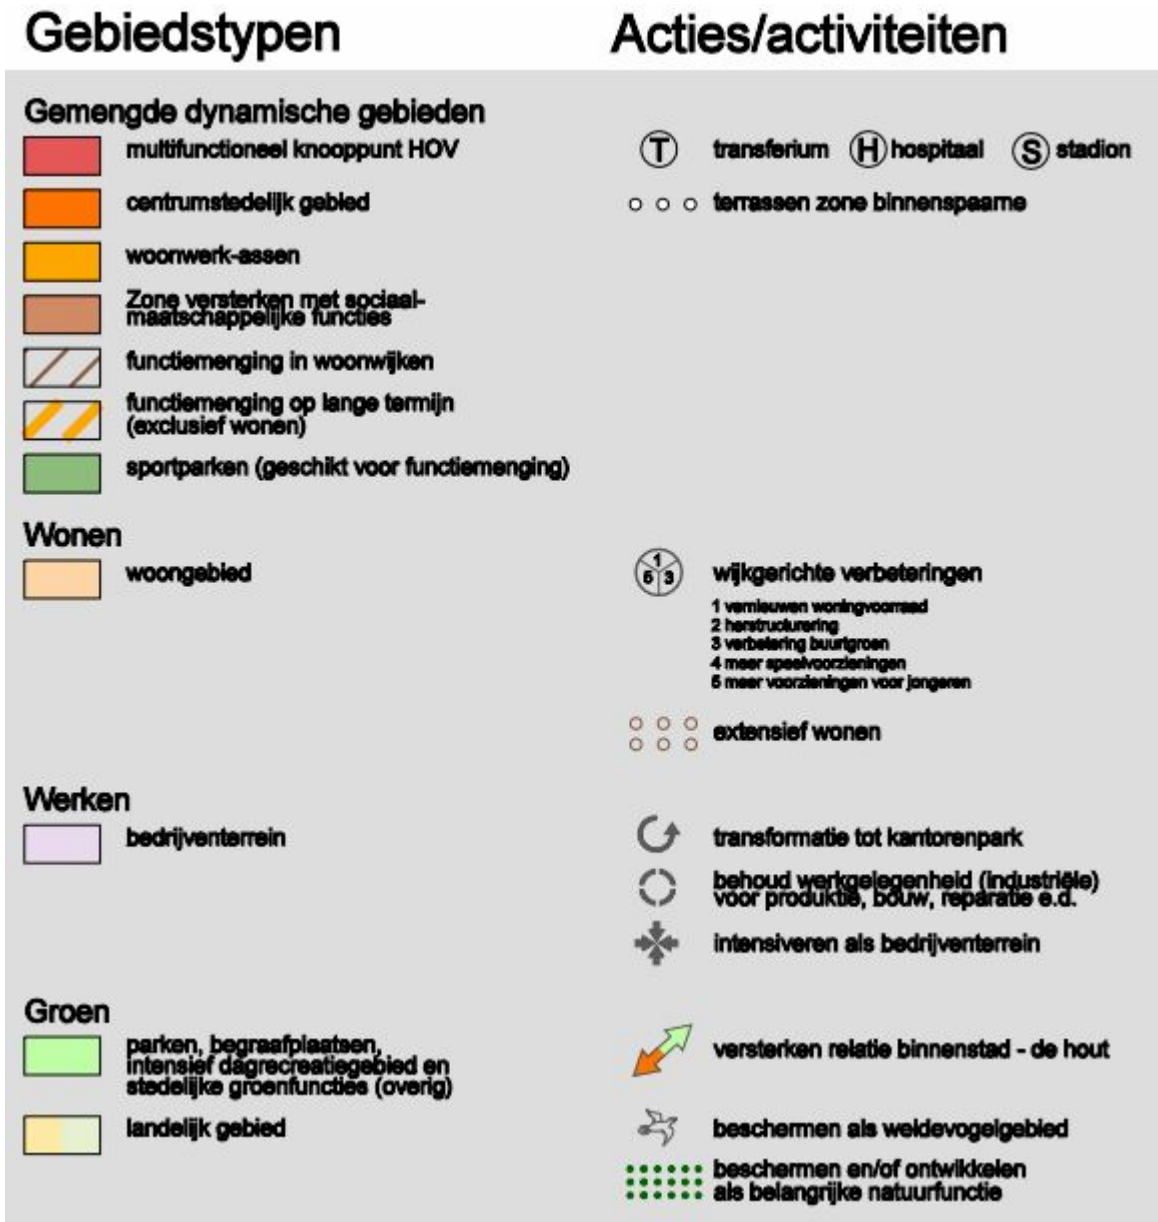 Gebiedstypen
Acties/activiteiten
Gemengde dynamische gebieden
multifunctioneel knooppunt HOV
T transferium H hospitaal S stadion
centrumstedelijk gebied
terrassen zone binnenspaarne
woonwerk-assen
Zone versterken met sociaal-
maatschappelijke functies
functiemenging in woonwijken
functiemenging op lange termijn
(exclusief wonen)
sportparken (geschikt voor functiemenging)
Wonen
woongebied
1
5 3
wijkgerichte verbeteringen
1 vernieuwen woningvoorraad
2 herstructurering
3 verbetering buurtgroen
4 meer speelvoorzieningen
5 meer voorzieningen voor jongeren
extensief wonen
Werken
bedrijventerrein
transformatie tot kantorenpark
behoud werkgelegenheid (industriële)
voor produktie, bouw, reparatie e.d.
intensiveren als bedrijventerrein
Groen
parken, begraafplaatsen,
intensief dagrecreatiegebied en
stedelijke groenfuncties (overig)
versterken relatie binnenstad - de hout
landelijk gebied
beschermen als weidevogelgebied
beschermen en/of ontwikkelen
als belangrijke natuurfunctie